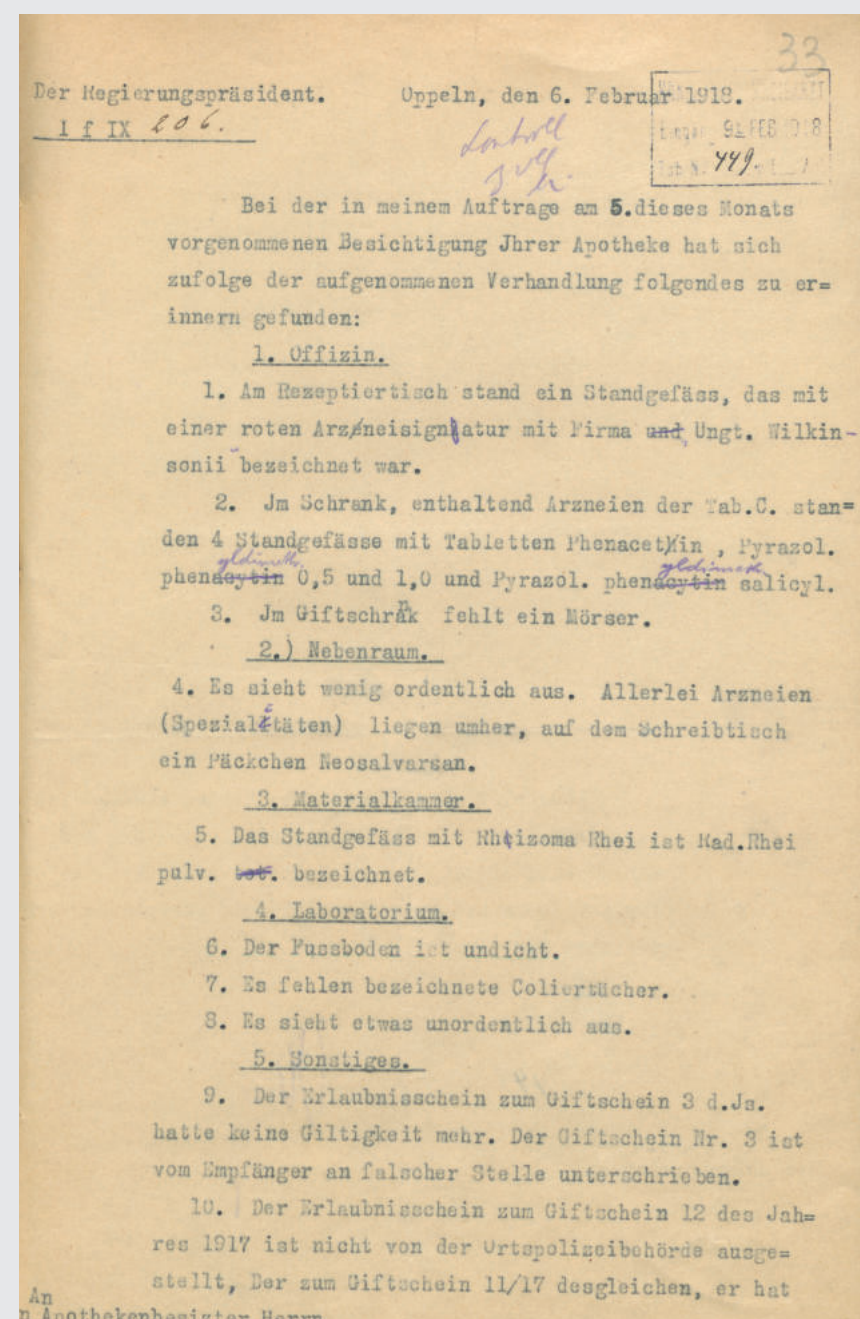 33
Der Regierungspräsident. Oppeln, den 6. Februar 1918.
I f IX 206.
9. FEB 1918
449.
Bei der in meinem Auftrage am 5.dieses Monats
vorgenommenen Besichtigung Jhrer Apotheke hat sich
zufolge der aufgenommenen Verhandlung folgendes zu er=
innern gefunden:
1. Offizin.
1. Am Rezeptiertisch stand ein Standgefäss, das mit
einer roten Arzneisignatur mit Firma und Ungt. Wilkin-
sonii bezeichnet war.
2. Jm Schrank, enthaltend Arzneien der Tab.C. stan=
den 4 Standgefässe mit Tabletten Phenacetin , Pyrazol.
phenacytin 0,5 und 1,0 und Pyrazol. phenacytin salicyl.
3. Jm Giftschrank fehlt ein Mörser.
2.) Nebenraum.
4. Es sieht wenig ordentlich aus. Allerlei Arzneien
(Spezialitäten) liegen umher, auf dem Schreibtisch
ein Päckchen Neosalvarsan.
3. Materialkammer.
5. Das Standgefäss mit Rhizoma Rhei ist Rad.Rhei
pulv. tot. bezeichnet.
4. Laboratorium.
6. Der Fussboden ist undicht.
7. Es fehlen bezeichnete Coliertücher.
8. Es sieht etwas unordentlich aus.
5. Sonstiges.
9. Der Erlaubnisschein zum Giftschein 3 d.Js.
hatte keine Giltigkeit mehr. Der Giftschein Nr. 3 ist
vom Empfänger an falscher Stelle unterschrieben.
10. Der Erlaubnisschein zum Giftschein 12 des Jah=
res 1917 ist nicht von der Ortspolizeibehörde ausge=
stellt, Der zum Giftschein 11/17 desgleichen, er hat
An
n Apothekenbesizter Herrn